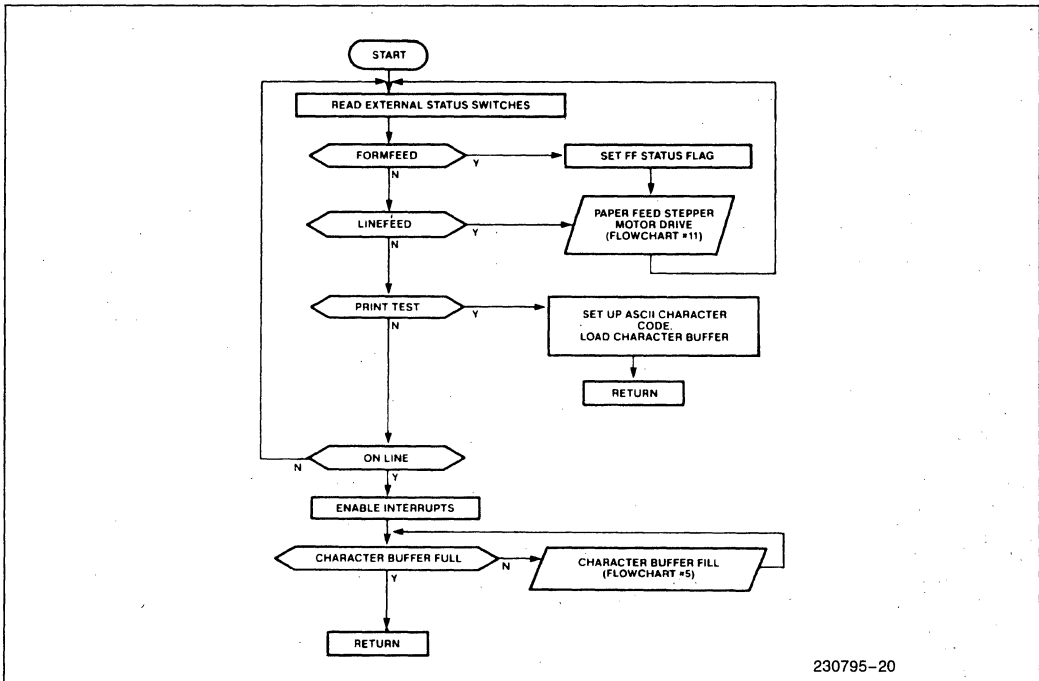 START
READ EXTERNAL STATUS SWITCHES
FORMFEED
Y
N
SET FF STATUS FLAG
LINEFEED
Y
N
PAPER FEED STEPPER
MOTOR DRIVE
(FLOWCHART #11)
PRINT TEST
Y
N
SET UP ASCII CHARACTER
CODE.
LOAD CHARACTER BUFFER
RETURN
ON LINE
N
Y
ENABLE INTERRUPTS
CHARACTER BUFFER FULL
N
Y
CHARACTER BUFFER FILL
(FLOWCHART #5)
RETURN
230795-20